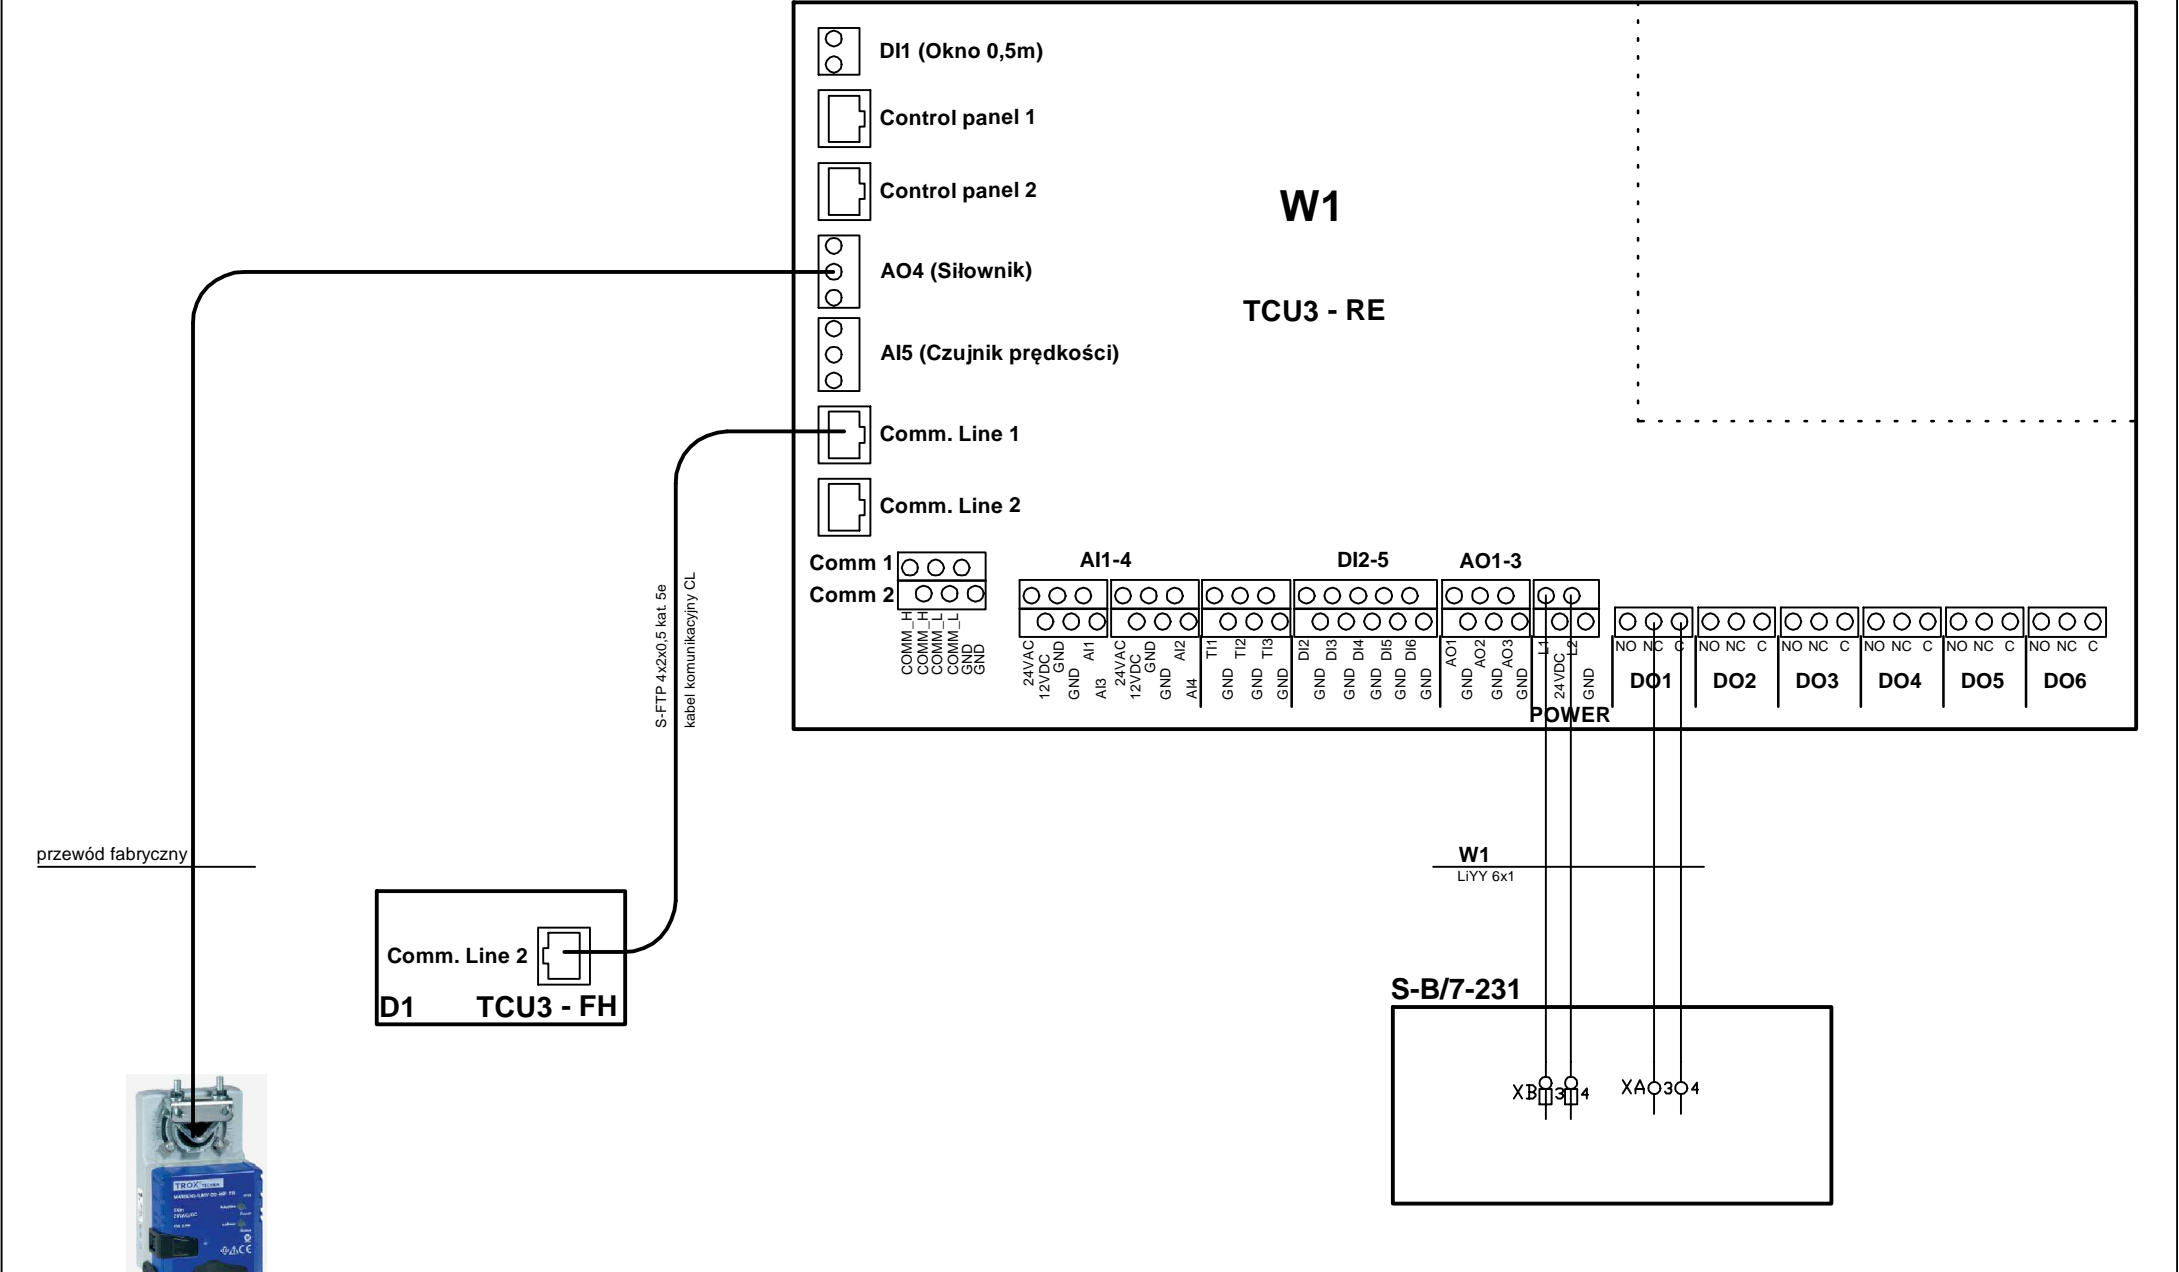 DI1 (Okno 0,5m)
Control panel 1
Control panel 2
W1
AO4 (Siłownik)
TCU3 - RE
AI5 (Czujnik prędkości)
Comm. Line 1
Comm. Line 2
Comm 1
Comm 2
AI1-4
DI2-5
AO1-3
COMM_H
COMM_H
COMM_L
COMM_L
GND
GND
24VAC
12VDC
GND
GND
AI1
AI3
24VAC
12VDC
GND
GND
AI2
AI4
TI1
GND
TI2
GND
TI3
GND
DI2
GND
DI3
GND
DI4
GND
DI5
GND
DI6
GND
AO1
GND
AO2
GND
AO3
GND
L1
24VDC
L2
GND
POWER
NO NC C
DO1
NO NC C
DO2
NO NC C
DO3
NO NC C
DO4
NO NC C
DO5
NO NC C
DO6
S-FTP 4x2x0,5 kat. 5e
kabel komunikacyjny CL
przewód fabryczny
W1
LiYY 6x1
Comm. Line 2
D1 TCU3 - FH
S-B/7-231
XB 3 4
XA 3 4
TROX TECHNIK